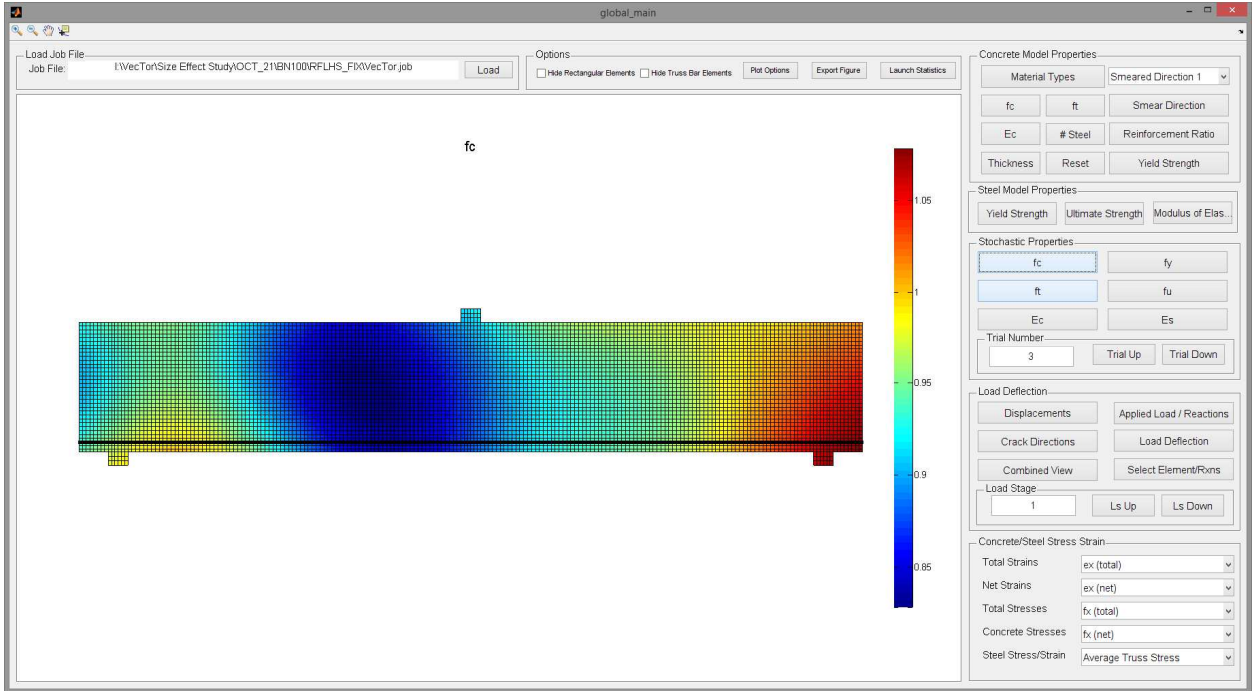 global_main
Load Job File
Job File:
I:\VecTor\Size Effect Study\OCT_21\BN100\RFLHS_FIX\VecTor.job
Load
Options
Hide Rectangular Elements
Hide Truss Bar Elements
Plot Options
Export Figure
Launch Statistics
fc
1.05
1
0.95
0.9
0.85
Concrete Model Properties
Material Types
Smeared Direction 1
fc
ft
Smear Direction
Ec
# Steel
Reinforcement Ratio
Thickness
Reset
Yield Strength
Steel Model Properties
Yield Strength
Ultimate Strength
Modulus of Elas...
Stochastic Properties
fc
fy
ft
fu
Ec
Es
Trial Number
3
Trial Up
Trial Down
Load Deflection
Displacements
Applied Load / Reactions
Crack Directions
Load Deflection
Combined View
Select Element/Rxns
Load Stage
1
Ls Up
Ls Down
Concrete/Steel Stress Strain
Total Strains
ex (total)
Net Strains
ex (net)
Total Stresses
fx (total)
Concrete Stresses
fx (net)
Steel Stress/Strain
Average Truss Stress